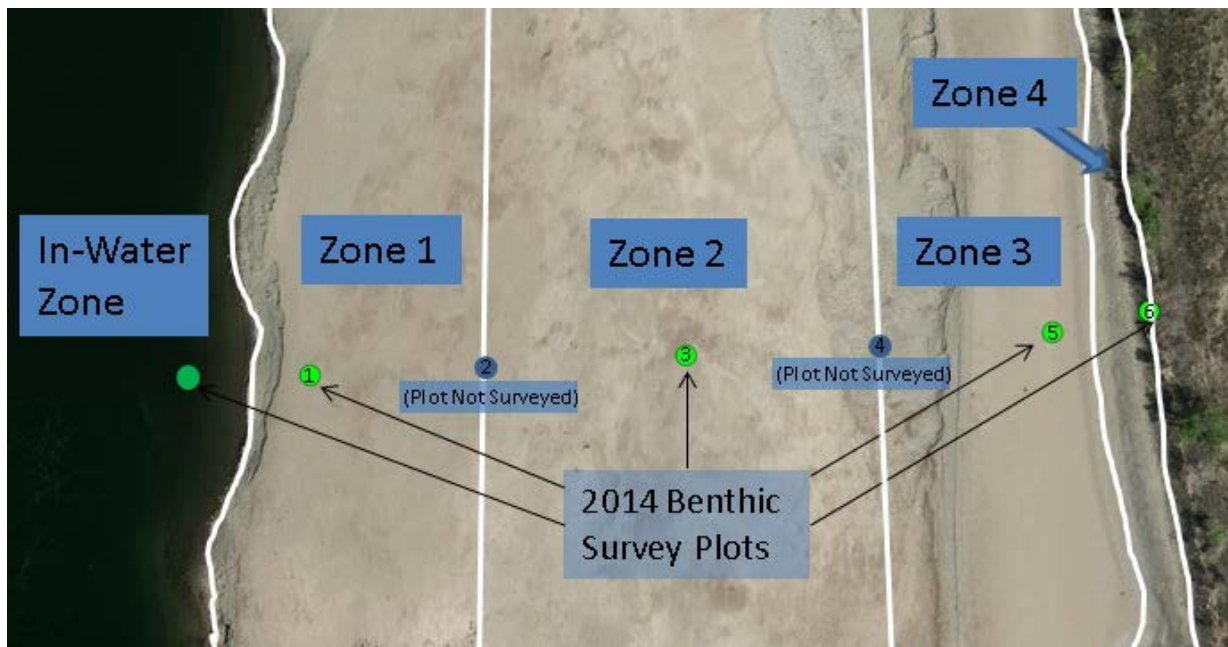 Zone 4
In-Water
Zone
Zone 1
Zone 2
Zone 3
1
2
3
4
5
6
(Plot Not Surveyed)
(Plot Not Surveyed)
2014 Benthic
Survey Plots